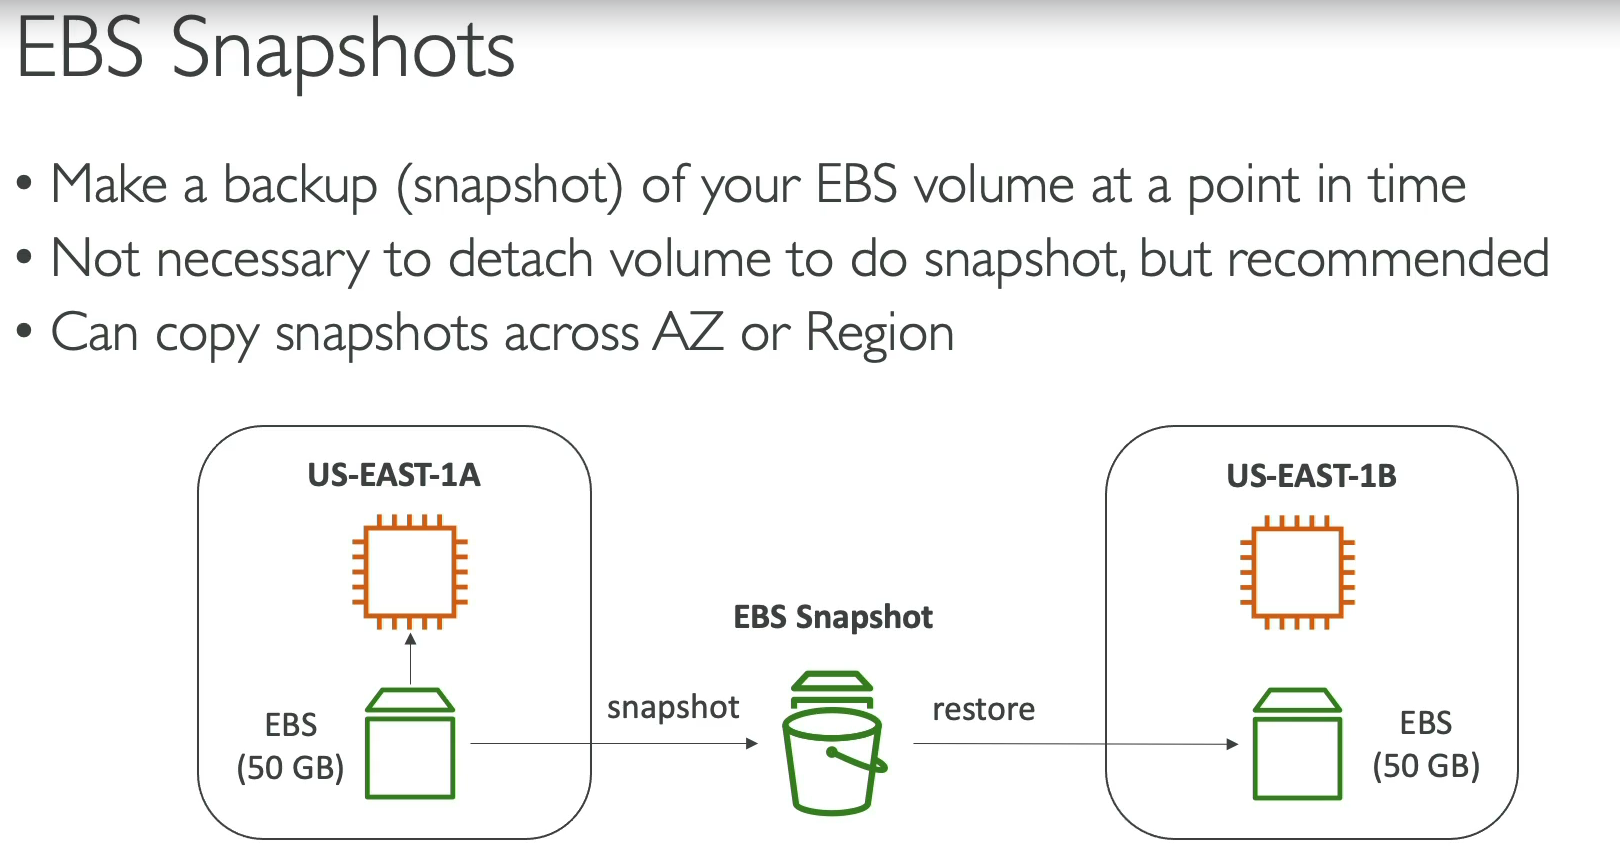 EBS Snapshots
• Make a backup (snapshot) of your EBS volume at a point in time
• Not necessary to detach volume to do snapshot, but recommended
• Can copy snapshots across AZ or Region
US-EAST-1A
US-EAST-1B
EBS Snapshot
EBS
(50 GB)
snapshot
restore
EBS
(50 GB)